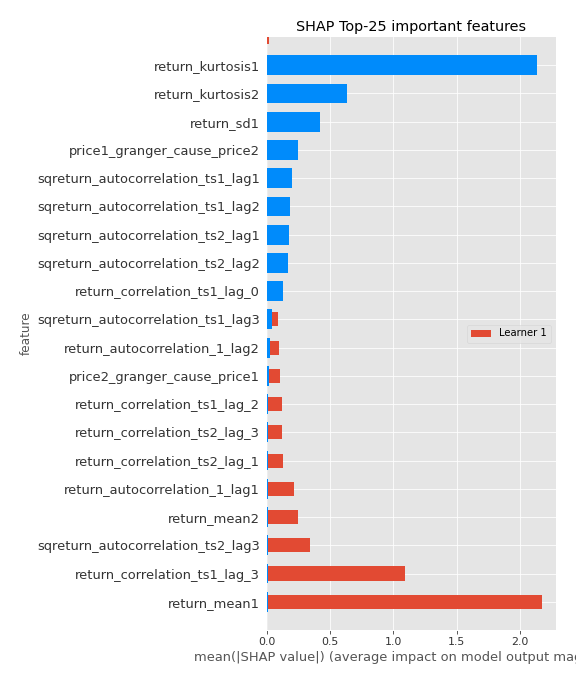 SHAP Top-25 important features
return_kurtosis1
return_kurtosis2
return_sd1
price1_granger_cause_price2
sqreturn_autocorrelation_ts1_lag1
sqreturn_autocorrelation_ts1_lag2
sqreturn_autocorrelation_ts2_lag1
sqreturn_autocorrelation_ts2_lag2
return_correlation_ts1_lag_0
sqreturn_autocorrelation_ts1_lag3
return_autocorrelation_1_lag2
price2_granger_cause_price1
return_correlation_ts1_lag_2
return_correlation_ts2_lag_3
return_correlation_ts2_lag_1
return_autocorrelation_1_lag1
return_mean2
sqreturn_autocorrelation_ts2_lag3
return_correlation_ts1_lag_3
return_mean1
feature
Learner 1
0.0 0.5 1.0 1.5 2.0
mean(|SHAP value|) (average impact on model output mag